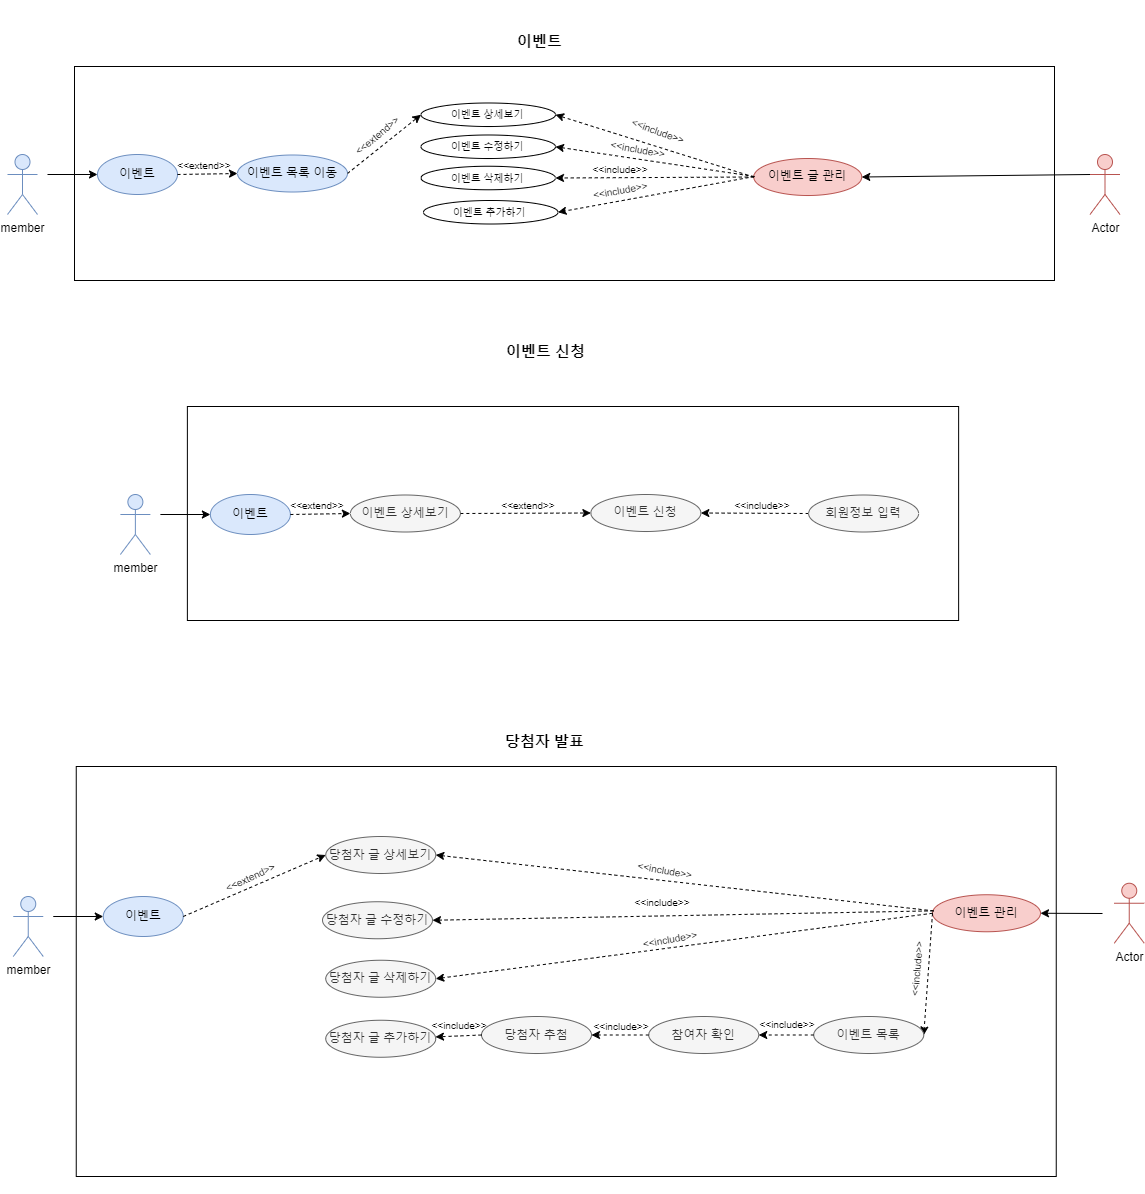 이벤트
이벤트 상세보기
<<extend>>
<<include>>
이벤트 수정하기
<<include>>
이벤트
<<extend>>
이벤트 목록 이동
이벤트 삭제하기
<<include>>
이벤트 글 관리
<<include>>
이벤트 추가하기
member
Actor
이벤트 신청
이벤트
<<extend>>
이벤트 상세보기
<<extend>>
이벤트 신청
<<include>>
회원정보 입력
member
당첨자 발표
당첨자 글 상세보기
<<extend>>
<<include>>
이벤트
당첨자 글 수정하기
<<include>>
이벤트 관리
<<include>>
member
Actor
당첨자 글 삭제하기
<<include>>
당첨자 글 추가하기
<<include>>
당첨자 추첨
<<include>>
참여자 확인
<<include>>
이벤트 목록